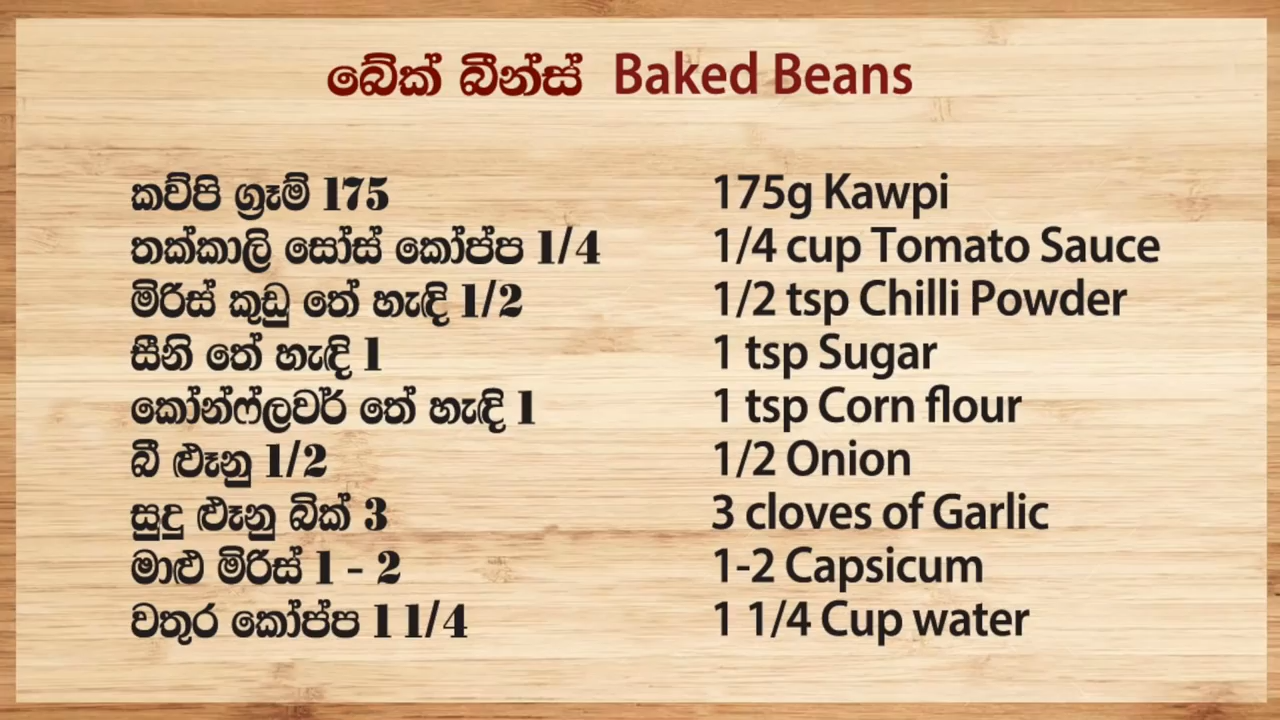 බේක් බීන්ස් Baked Beans
කව්පි ග්‍රෑම් 175
තක්කාලි සෝස් කෝප්ප 1/4
මිරිස් කුඩු තේ හැඳි 1/2
සීනි තේ හැඳි 1
කෝන්ෆ්ලවර් තේ හැඳි 1
බී ළූනු 1/2
සුදු ළූනු බික් 3
මාළු මිරිස් 1 - 2
වතුර කෝප්ප 1 1/4
175g Kawpi
1/4 cup Tomato Sauce
1/2 tsp Chilli Powder
1 tsp Sugar
1 tsp Corn flour
1/2 Onion
3 cloves of Garlic
1-2 Capsicum
1 1/4 Cup water